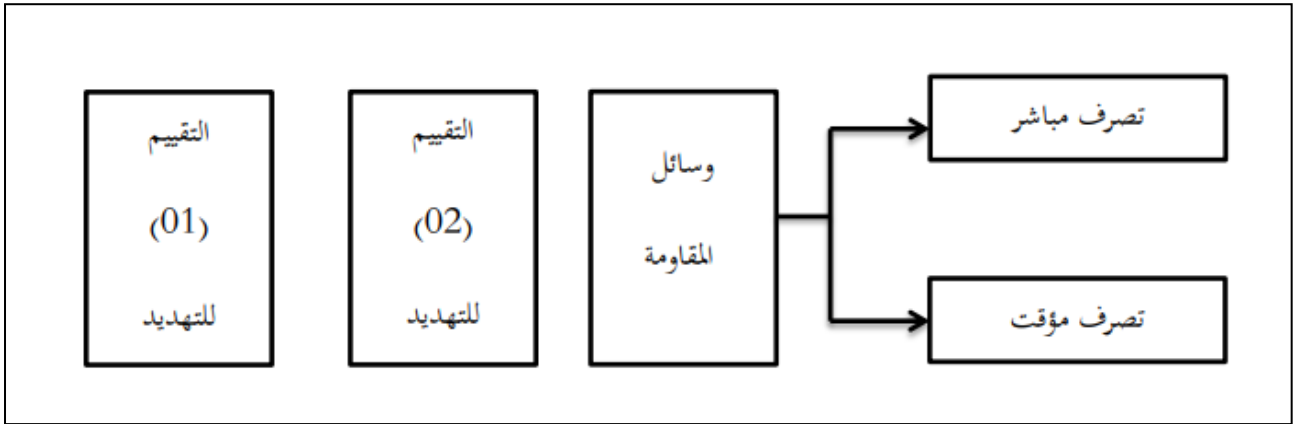 التقييم
(01)
للتهديد
التقييم
(02)
للتهديد
وسائل
المقاومة
تصرف مباشر
تصرف مؤقت